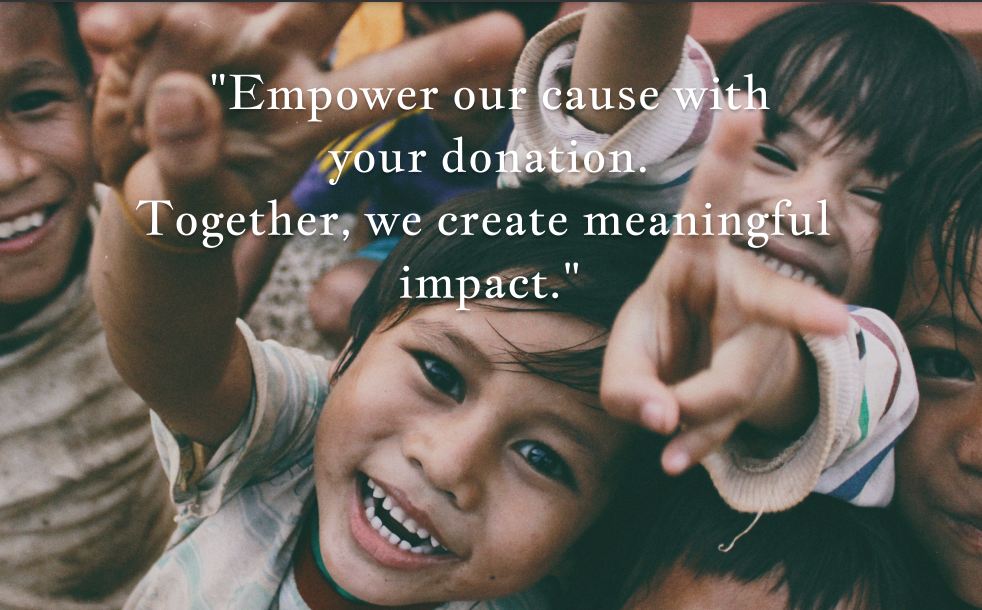 "Empower our cause with
your donation.
Together, we create meaningful
impact."